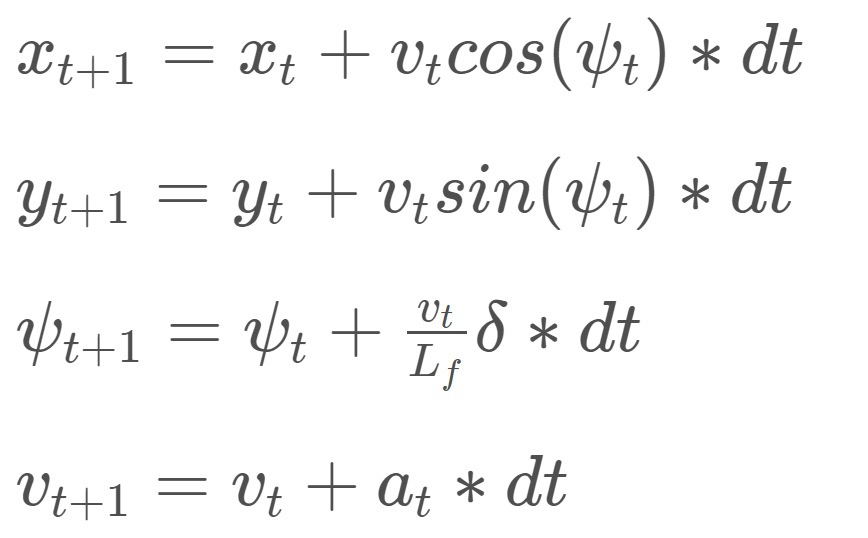 x_{t+1} = x_t + v_t cos(ψ_t) * dt
y_{t+1} = y_t + v_t sin(ψ_t) * dt
ψ_{t+1} = ψ_t + \frac{v_t}{L_f} δ * dt
v_{t+1} = v_t + a_t * dt